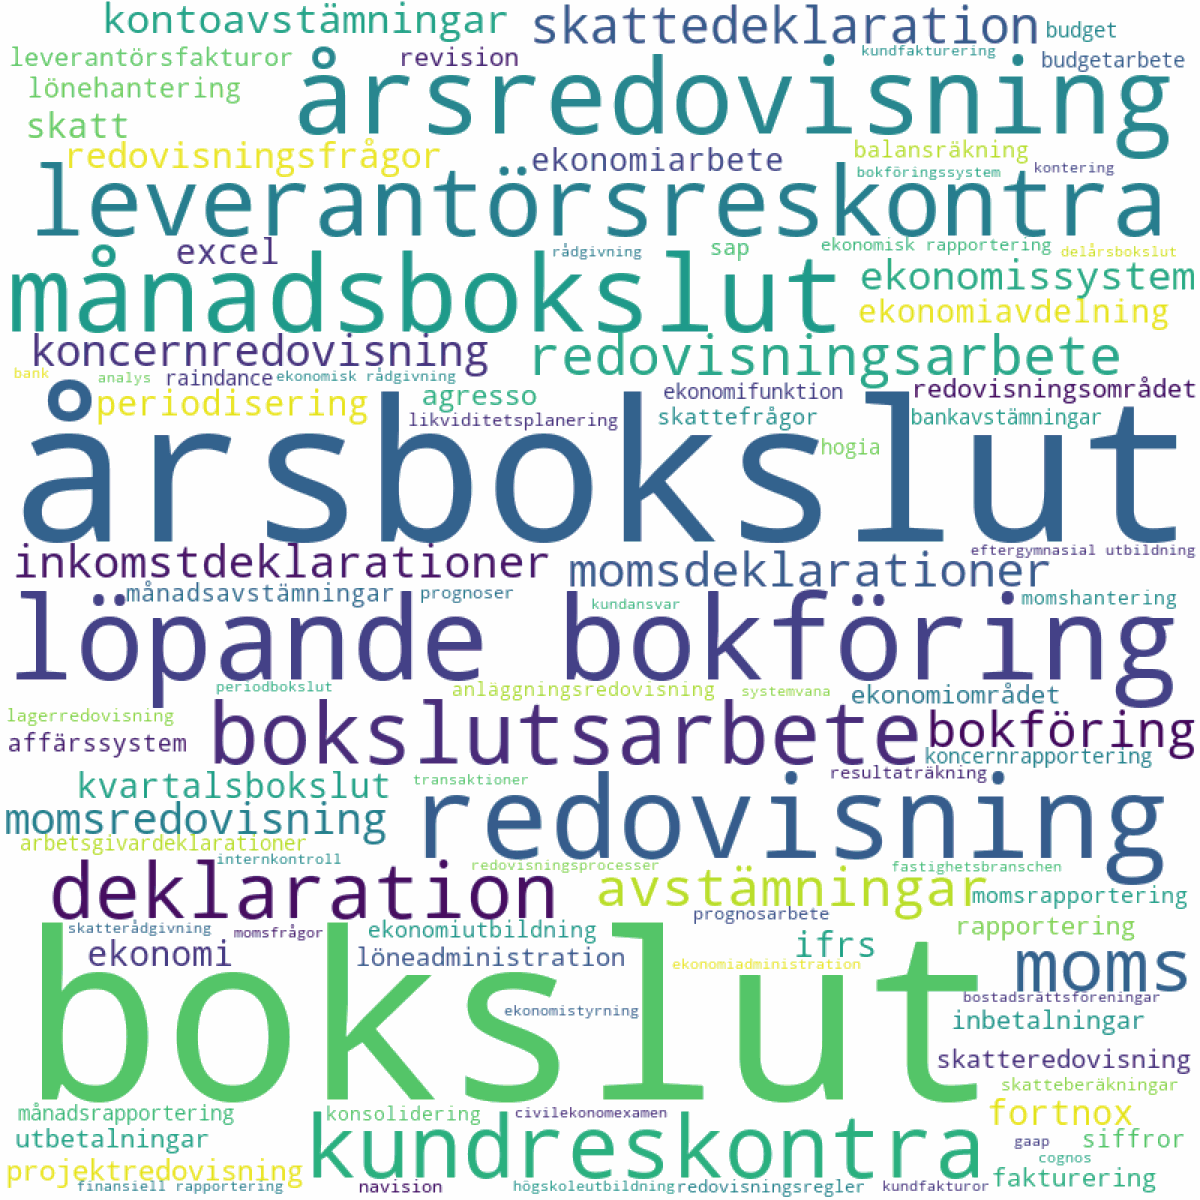 kontoavstämningar
skattedeklaration
budget
leverantörsfakturor
revision
kundfakturering
budgetarbete
lönehantering
årsredovisning
skatt
redovisningsfrågor
ekonomiarbete
balansräkning
bokföringssystem
kontering
leverantörsreskontra
excel
rådgivning
sap
ekonomisk rapportering
delårsbokslut
månadsbokslut
ekonomissystem
ekonomiavdelning
koncernredovisning
redovisningsarbete
bank
analys
raindance
ekonomisk rådgivning
agresso
ekonomifunktion
redovisningsområdet
periodisering
likviditetsplanering
skattefrågor
bankavstämningar
årsbokslut
hogia
inkomstdeklarationer
momsdeklarationer
eftergymnasial utbildning
månadsavstämningar
prognoser
kundansvar
momshantering
löpande bokföring
periodbokslut
anläggningsredovisning
systemvana
ekonomiområdet
lagerredovisning
affärssystem
bokslutsarbete
bokföring
koncernrapportering
kvartalsbokslut
transaktioner
resultaträkning
momsredovisning
redovisning
arbetsgivardeklarationer
internkontroll
redovisningsprocesser
fastighetsbranschen
deklaration
avstämningar
momsrapportering
skatterådgivning
momsfrågor
ekonomiutbildning
prognosarbete
rapportering
ekonomi
löneadministration
ifrs
ekonomiadministration
moms
bokslut
ekonomistyrning
bostadsrättsföreningar
inbetalningar
skatteredovisning
skatteberäkningar
månadsrapportering
konsolidering
civilekonomexamen
fortnox
utbetalningar
kundreskontra
gaap
siffror
cognos
projektredovisning
fakturering
finansiell rapportering
navision
högskoleutbildning
redovisningsregler
kundfakturor